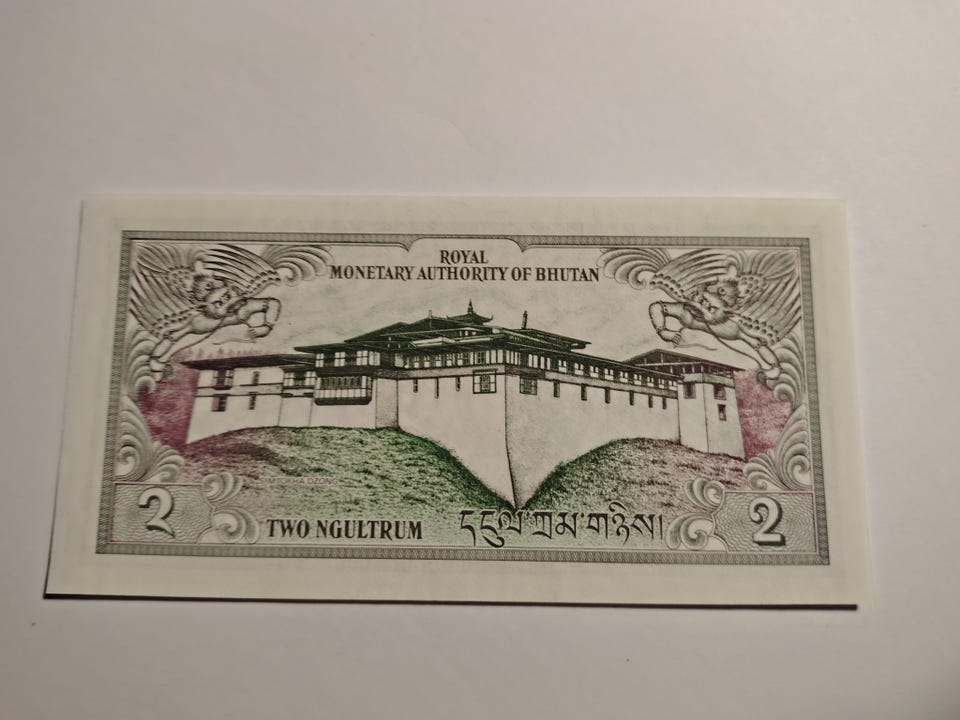 ROYAL
MONETARY AUTHORITY OF BHUTAN
SIMTOKHA DZONG
2
TWO NGULTRUM
དངུལ་ཀྲམ་གཉིས།
2